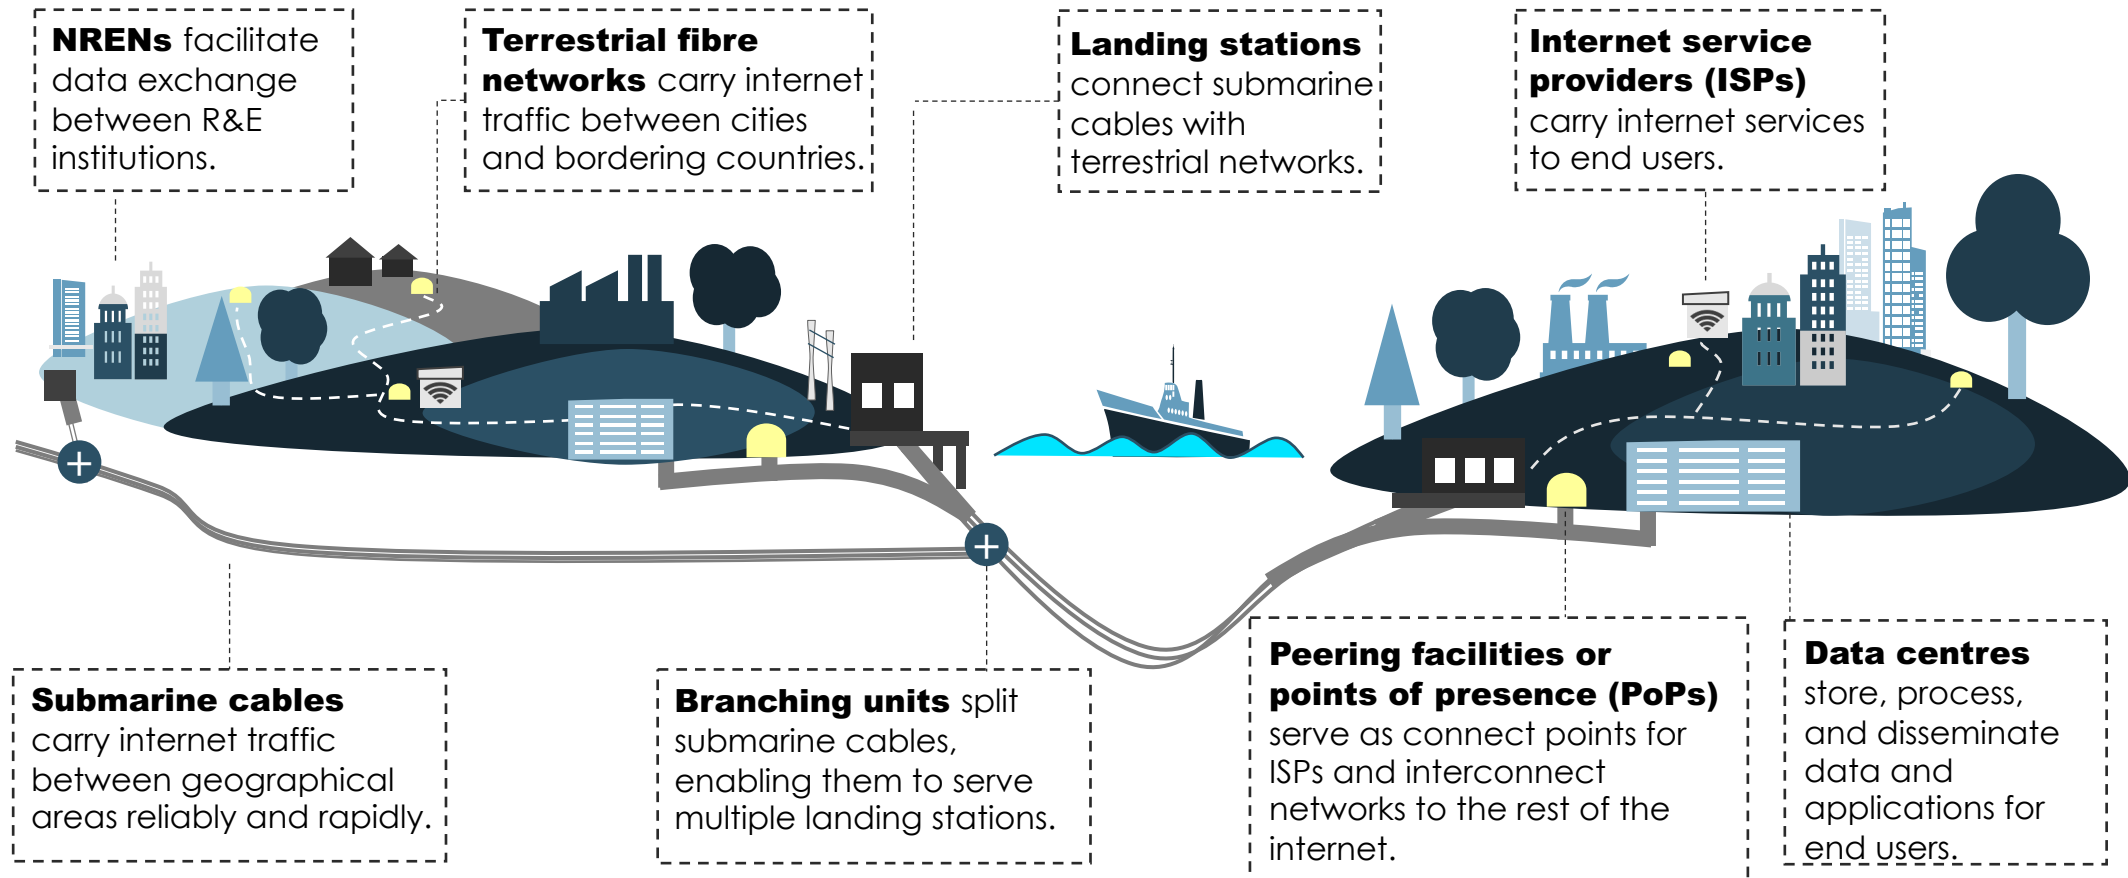 NRENs facilitate
data exchange
between R&E
institutions.
Terrestrial fibre
networks carry internet
traffic between cities
and bordering countries.
Landing stations
connect submarine
cables with
terrestrial networks.
Internet service
providers (ISPs)
carry internet services
to end users.
Submarine cables
carry internet traffic
between geographical
areas reliably and rapidly.
Branching units split
submarine cables,
enabling them to serve
multiple landing stations.
Peering facilities or
points of presence (PoPs)
serve as connect points for
ISPs and interconnect
networks to the rest of the
internet.
Data centres
store, process,
and disseminate
data and
applications for
end users.